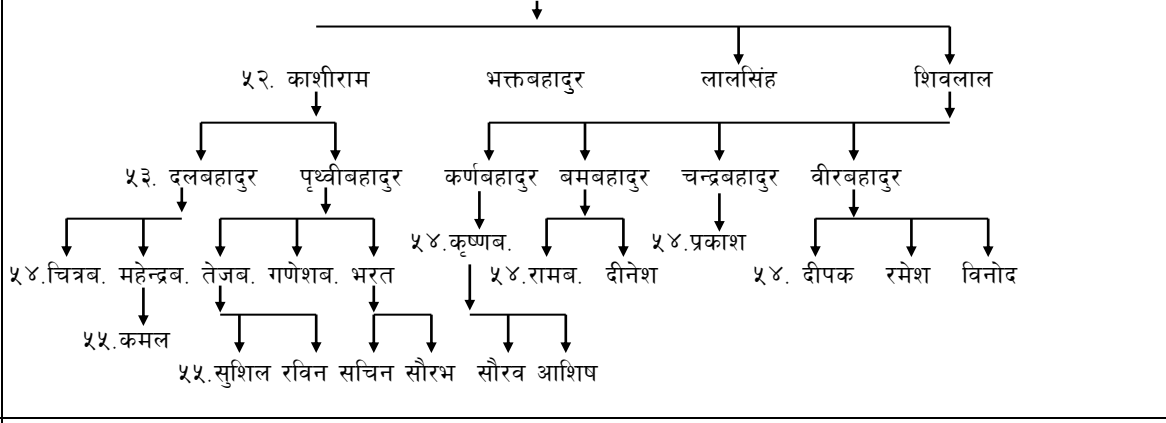 ५२. काशीराम भक्तबहादुर लालसिंह शिवलाल
५३. दलबहादुर पृथ्वीबहादुर कर्णबहादुर बमबहादुर चन्द्रबहादुर वीरबहादुर
५४.कृष्णब. ५४.प्रकाश
५४.चित्रब. महेन्द्रब. तेजब. गणेशब. भरत ५४.रामब. दीनेश ५४. दीपक रमेश विनोद
५५.कमल
५५.सुशिल रविन सचिन सौरभ सौरव आशिष